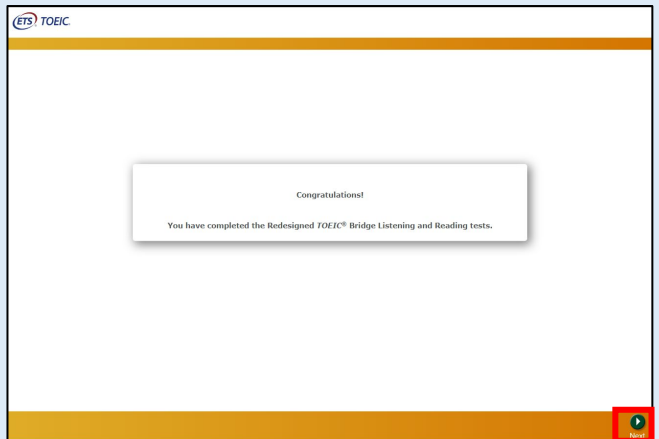 ETS TOEIC.
Congratulations!
You have completed the Redesigned TOEIC® Bridge Listening and Reading tests.
Next